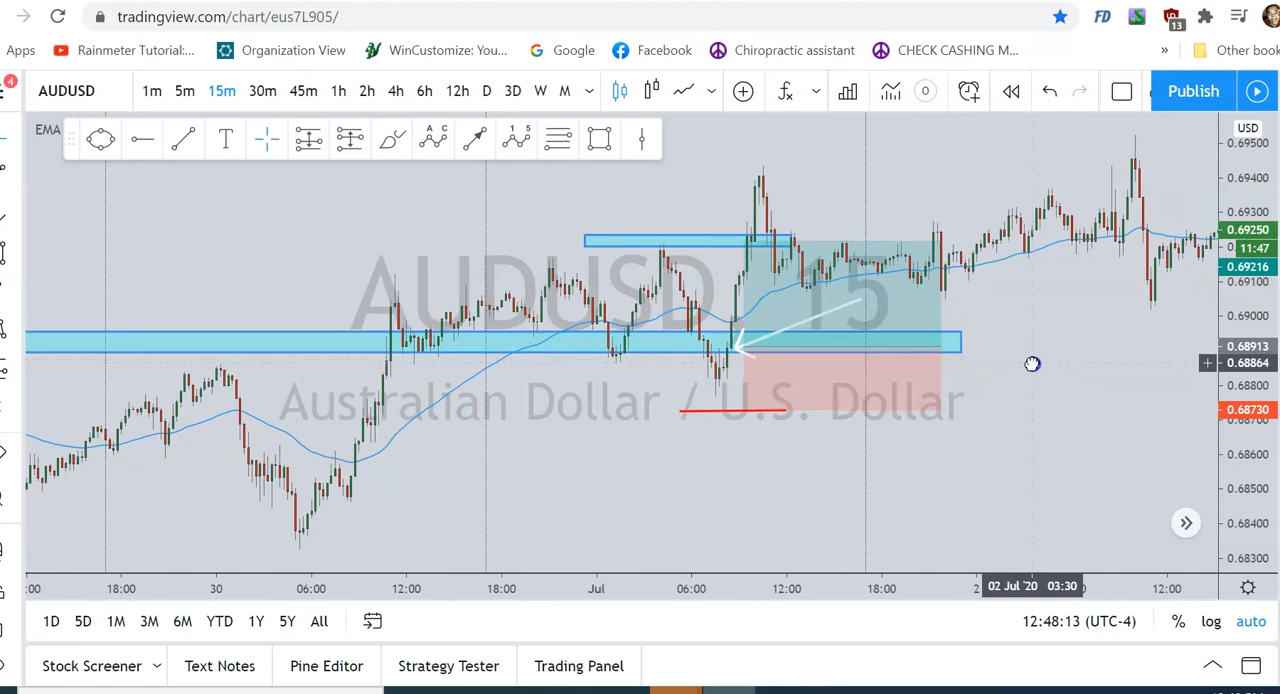 tradingview.com/chart/eus7L905/
FD
13
Apps Rainmeter Tutorial:... Organization View WinCustomize: You... Google Facebook Chiropractic assistant CHECK CASHING M... » Other book
4
AUDUSD 1m 5m 15m 30m 45m 1h 2h 4h 6h 12h D 3D W M 0 Publish
EMA T A C 1 5 USD
0.69500
0.69400
0.69300
0.69250
11:47
0.69216
0.69100
0.69000
0.68913
0.68864
0.68800
0.68730
0.68600
0.68500
0.68400
0.68300
AUDUSD 15
Australian Dollar / U.S. Dollar
:00 18:00 30 06:00 12:00 18:00 Jul 06:00 12:00 18:00 2 02 Jul '20 03:30 12:00
1D 5D 1M 3M 6M YTD 1Y 5Y All 12:48:13 (UTC-4) % log auto
Stock Screener Text Notes Pine Editor Strategy Tester Trading Panel